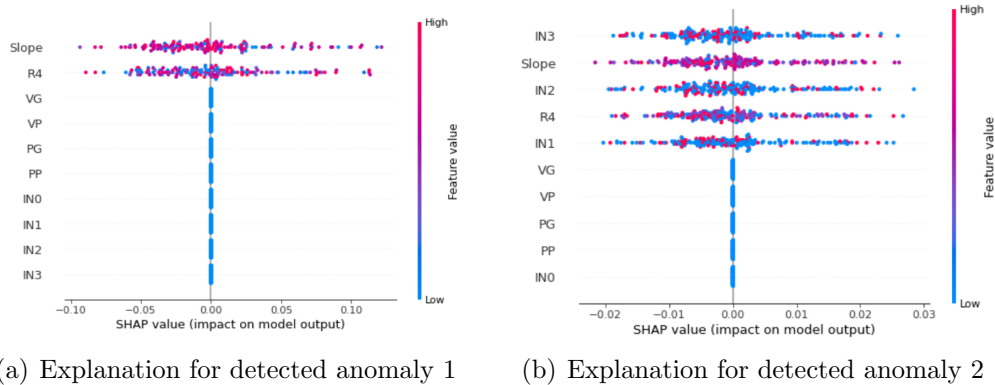 High
Slope
R4
VG
VP
PG
PP
IN0
IN1
IN2
IN3
Feature value
Low
−0.10 −0.05 0.00 0.05 0.10
SHAP value (impact on model output)
a) Explanation for detected anomaly 1
High
IN3
Slope
IN2
R4
IN1
VG
VP
PG
PP
IN0
Feature value
Low
−0.02 −0.01 0.00 0.01 0.02 0.03
SHAP value (impact on model output)
(b) Explanation for detected anomaly 2